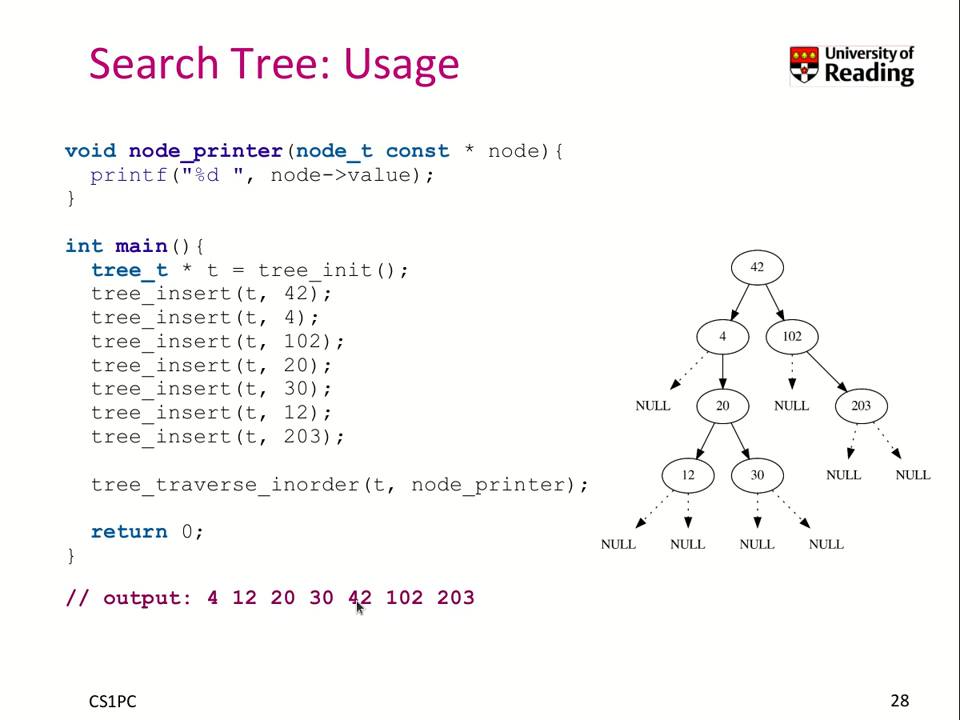 Search Tree: Usage
University of
Reading
void node_printer(node_t const * node){
  printf("%d ", node->value);
}
int main(){
  tree_t * t = tree_init();
  tree_insert(t, 42);
  tree_insert(t, 4);
  tree_insert(t, 102);
  tree_insert(t, 20);
  tree_insert(t, 30);
  tree_insert(t, 12);
  tree_insert(t, 203);
  tree_traverse_inorder(t, node_printer);
  return 0;
}
// output: 4 12 20 30 42 102 203
42
4 102
NULL 20 NULL 203
12 30 NULL NULL
NULL NULL NULL NULL
CS1PC
28